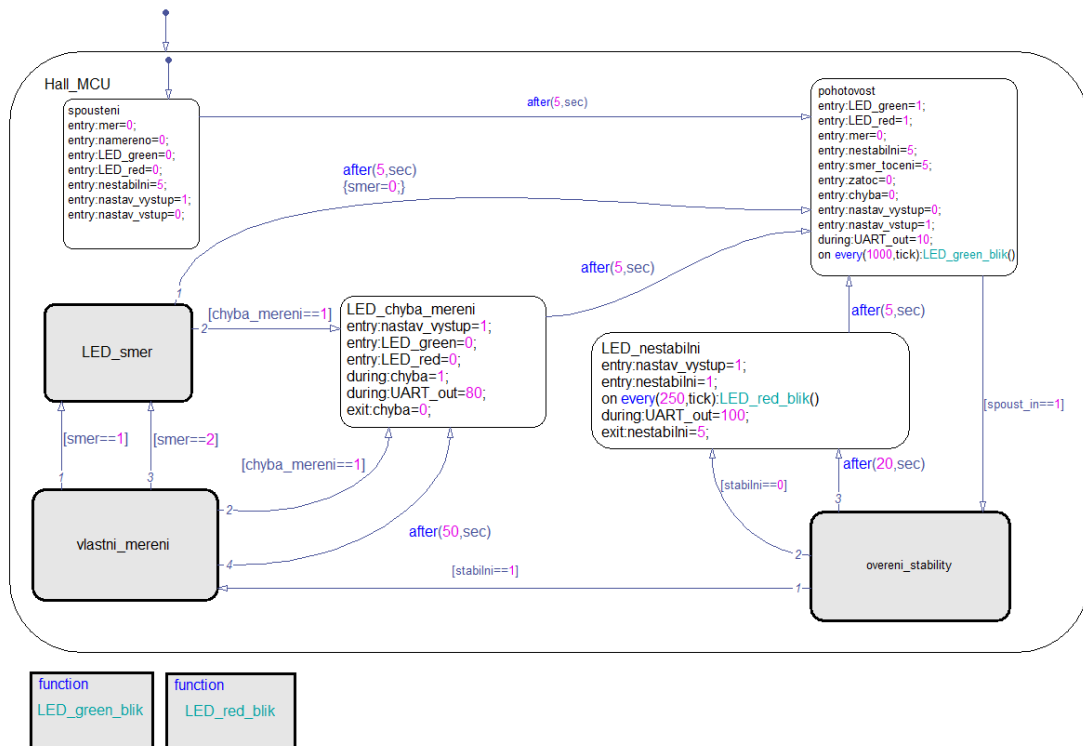 Hall_MCU
spousteni
entry:mer=0;
entry:namereno=0;
entry:LED_green=0;
entry:LED_red=0;
entry:nestabilni=5;
entry:nastav_vystup=1;
entry:nastav_vstup=0;
after(5,sec)
pohotovost
entry:LED_green=1;
entry:LED_red=1;
entry:mer=0;
entry:nestabilni=5;
entry:smer_toceni=5;
entry:zatoc=0;
entry:chyba=0;
entry:nastav_vystup=0;
entry:nastav_vstup=1;
during:UART_out=10;
on every(1000,tick):LED_green_blik()
after(5,sec)
{smer=0;}
after(5,sec)
1
2
[chyba_mereni==1]
LED_smer
LED_chyba_mereni
entry:nastav_vystup=1;
entry:LED_green=0;
entry:LED_red=0;
during:chyba=1;
during:UART_out=80;
exit:chyba=0;
after(5,sec)
LED_nestabilni
entry:nastav_vystup=1;
entry:nestabilni=1;
on every(250,tick):LED_red_blik()
during:UART_out=100;
exit:nestabilni=5;
[spoust_in==1]
[smer==1]
[smer==2]
1
3
[chyba_mereni==1]
2
vlastni_mereni
4
after(50,sec)
[stabilni==0]
after(20,sec)
3
2
overeni_stability
1
[stabilni==1]
function
LED_green_blik
function
LED_red_blik